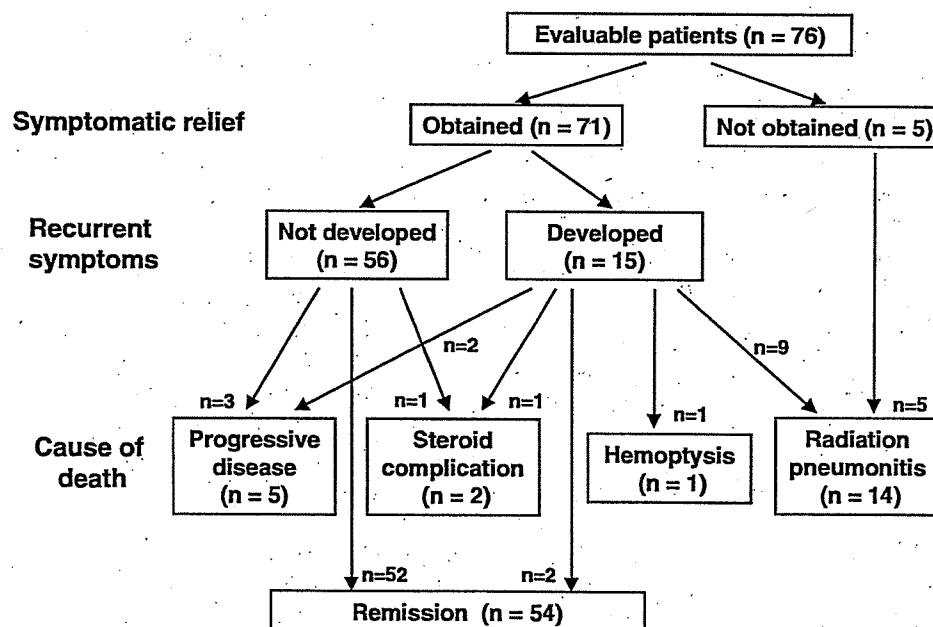 Evaluable patients (n = 76)
Symptomatic relief
Obtained (n = 71)
Not obtained (n = 5)
Recurrent
symptoms
Not developed
(n = 56)
Developed
(n = 15)
n=2
n=9
n=3
n=1
n=1
n=1
n=5
Cause of
death
Progressive
disease
(n = 5)
Steroid
complication
(n = 2)
Hemoptysis
(n = 1)
Radiation
pneumonitis
(n = 14)
n=52
n=2
Remission (n = 54)